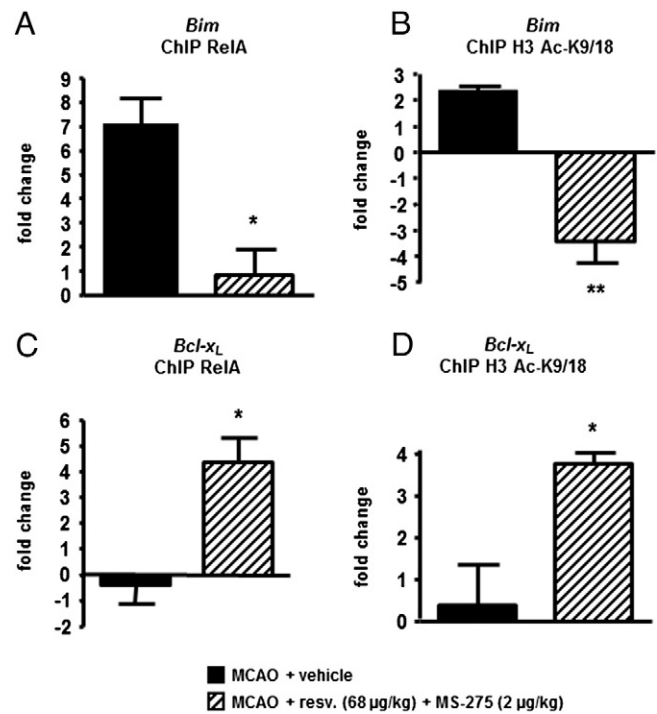 A
Bim
ChIP RelA
fold change
9
8
7
6
5
4
3
2
1
0
*
B
Bim
ChIP H3 Ac-K9/18
fold change
3
2
1
0
-1
-2
-3
-4
-5
**
C
Bcl-xL
ChIP RelA
fold change
6
5
4
3
2
1
0
-1
-2
*
D
Bcl-xL
ChIP H3 Ac-K9/18
fold change
4
3
2
1
0
*
MCAO + vehicle
MCAO + resv. (68 µg/kg) + MS-275 (2 µg/kg)